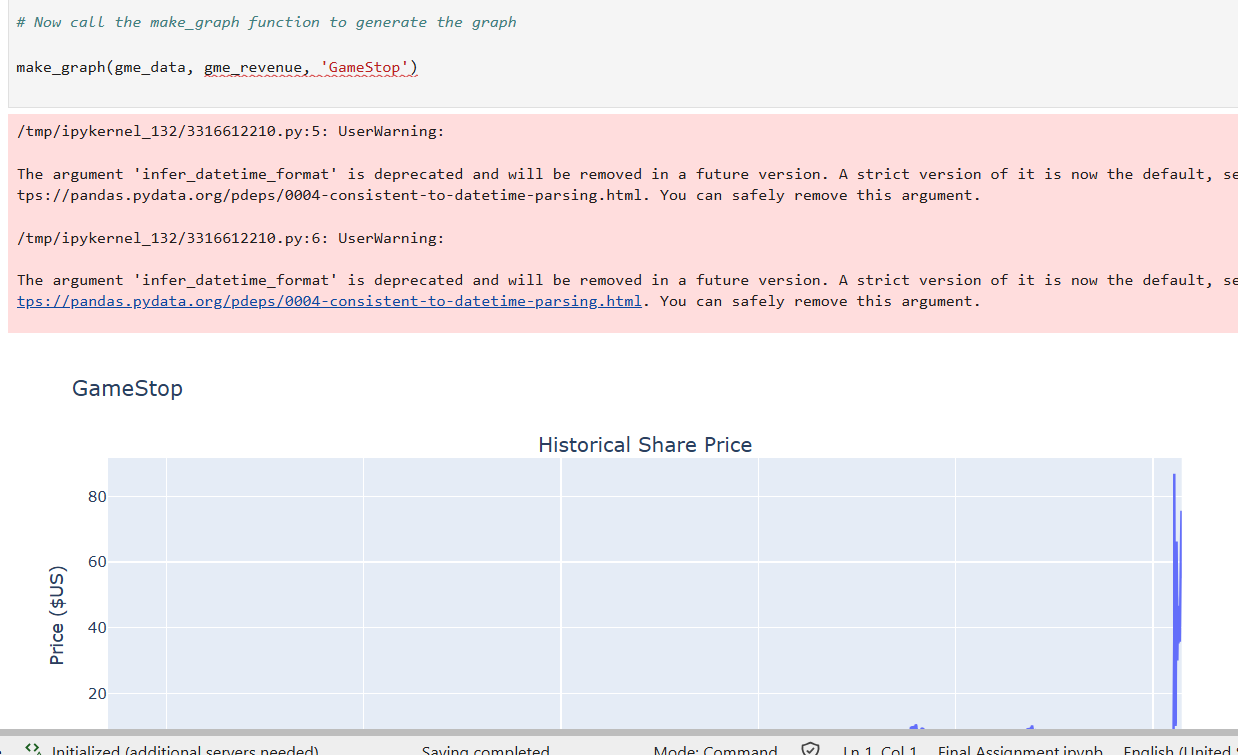 # Now call the make_graph function to generate the graph
make_graph(gme_data, gme_revenue, 'GameStop')
/tmp/ipykernel_132/3316612210.py:5: UserWarning:
The argument 'infer_datetime_format' is deprecated and will be removed in a future version. A strict version of it is now the default, se
tps://pandas.pydata.org/pdeps/0004-consistent-to-datetime-parsing.html. You can safely remove this argument.
/tmp/ipykernel_132/3316612210.py:6: UserWarning:
The argument 'infer_datetime_format' is deprecated and will be removed in a future version. A strict version of it is now the default, se
tps://pandas.pydata.org/pdeps/0004-consistent-to-datetime-parsing.html. You can safely remove this argument.
GameStop
Historical Share Price
80
60
40
20
Price ($US)
Initialized (additional servers needed) Saving completed Mode: Command Ln 1, Col 1 Final Assignment.ipynb English (United S